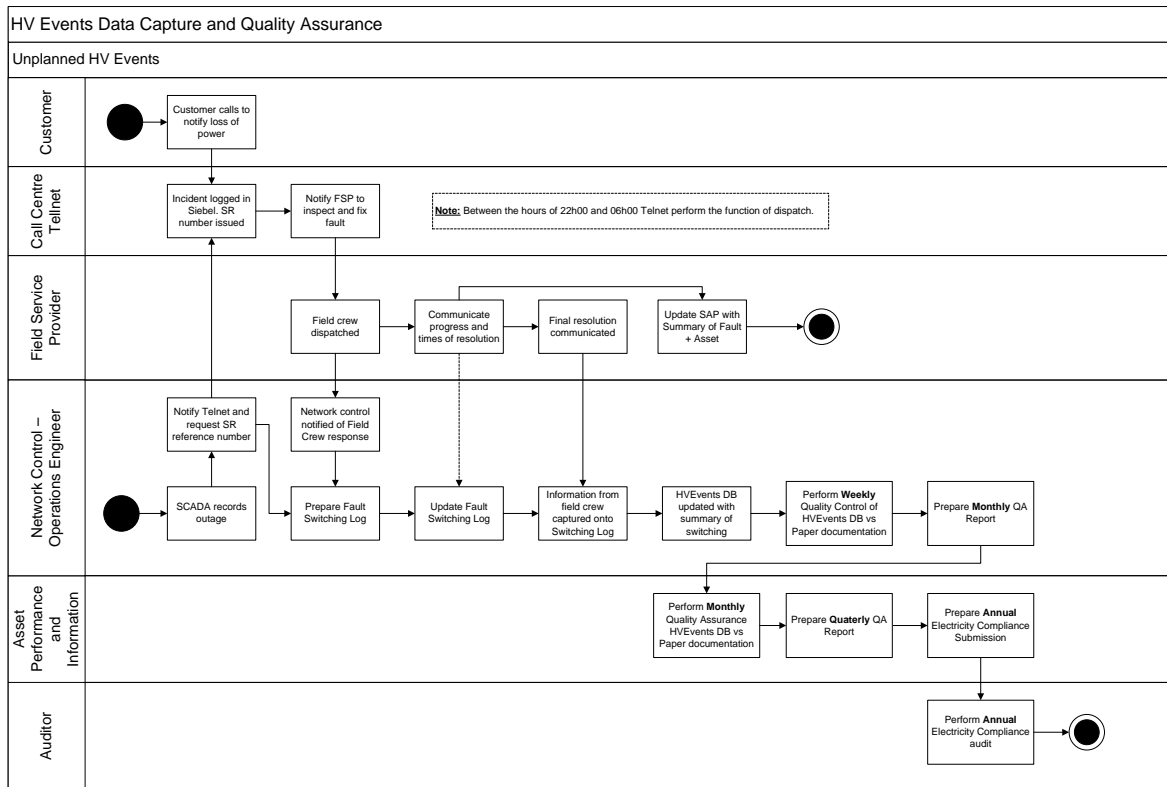 HV Events Data Capture and Quality Assurance
Unplanned HV Events
Customer
Customer calls to
notify loss of
power
Call Centre
Tellnet
Incident logged in
Siebel. SR
number issued
Notify FSP to
inspect and fix
fault
Note: Between the hours of 22h00 and 06h00 Telnet perform the function of dispatch.
Field Service
Provider
Field crew
dispatched
Communicate
progress and
times of resolution
Final resolution
communicated
Update SAP with
Summary of Fault
+ Asset
Network Control –
Operations Engineer
Notify Telnet and
request SR
reference number
Network control
notified of Field
Crew response
SCADA records
outage
Prepare Fault
Switching Log
Update Fault
Switching Log
Information from
field crew
captured onto
Switching Log
HVEvents DB
updated with
summary of
switching
Perform Weekly
Quality Control of
HVEvents DB vs
Paper documentation
Prepare Monthly QA
Report
Asset
Performance
and
Information
Perform Monthly
Quality Assurance
HVEvents DB vs
Paper documentation
Prepare Quaterly QA
Report
Prepare Annual
Electricity Compliance
Submission
Auditor
Perform Annual
Electricity Compliance
audit